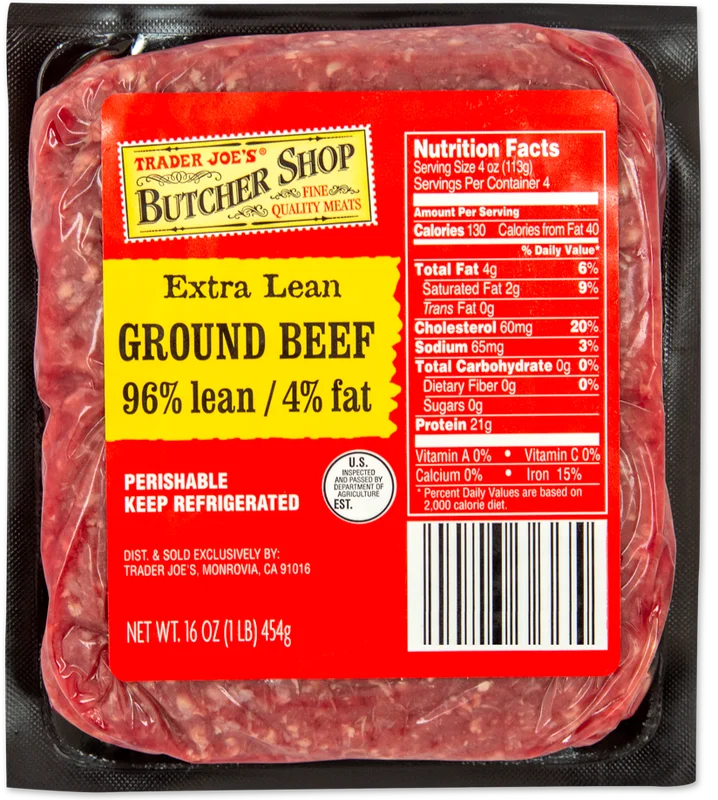 TRADER JOE'S®
BUTCHER SHOP
FINE
QUALITY MEATS
Extra Lean
GROUND BEEF
96% lean / 4% fat
PERISHABLE
KEEP REFRIGERATED
U.S.
INSPECTED
AND PASSED BY
DEPARTMENT OF
AGRICULTURE
EST.
DIST. & SOLD EXCLUSIVELY BY:
TRADER JOE'S, MONROVIA, CA 91016
NET WT. 16 OZ (1 LB) 454g
Nutrition Facts
Serving Size 4 oz (113g)
Servings Per Container 4
Amount Per Serving
Calories 130 Calories from Fat 40
% Daily Value*
Total Fat 4g 6%
Saturated Fat 2g 9%
Trans Fat 0g
Cholesterol 60mg 20%
Sodium 65mg 3%
Total Carbohydrate 0g 0%
Dietary Fiber 0g 0%
Sugars 0g
Protein 21g
Vitamin A 0% • Vitamin C 0%
Calcium 0% • Iron 15%
* Percent Daily Values are based on
2,000 calorie diet.